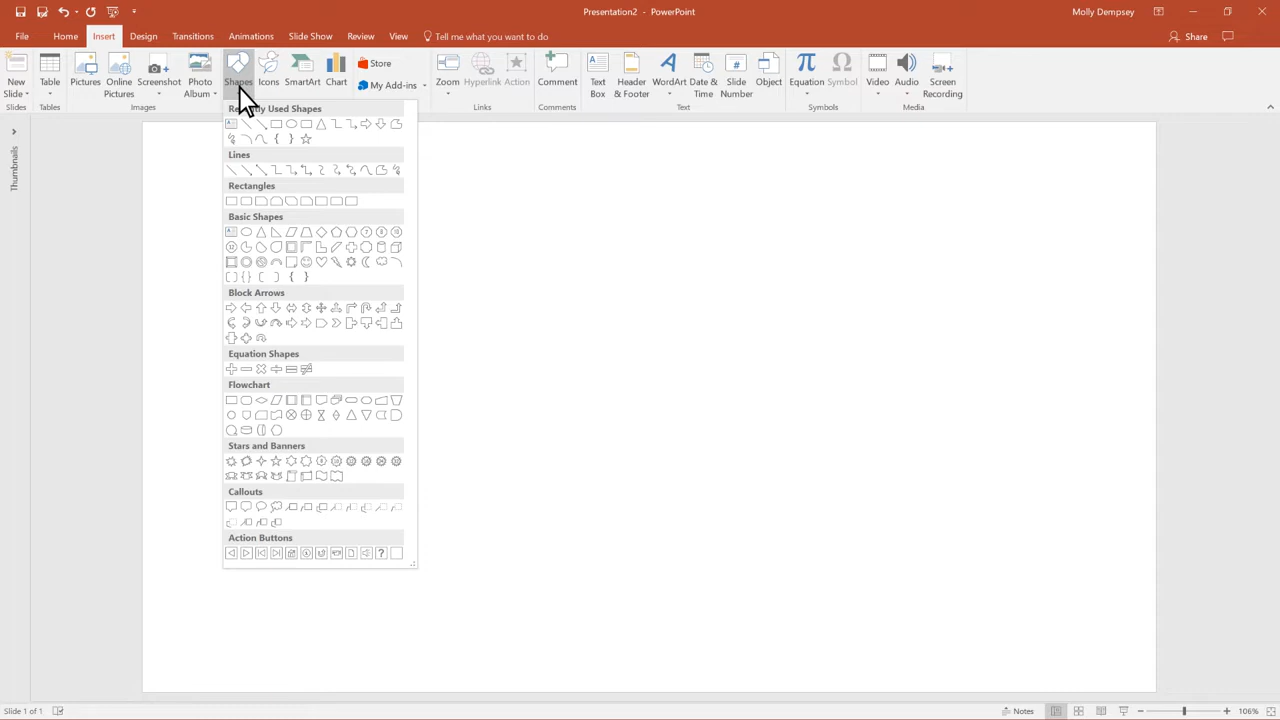 Presentation2 - PowerPoint
Molly Dempsey
File Home Insert Design Transitions Animations Slide Show Review View Tell me what you want to do Share
New Slide
Table
Pictures
Online Pictures
Screenshot
Photo Album
Shapes
Icons
SmartArt
Chart
Store
My Add-ins
Zoom
Hyperlink
Action
Comment
Text Box
Header & Footer
WordArt
Date & Time
Slide Number
Object
Equation
Symbol
Video
Audio
Screen Recording
Slides Tables Images Links Comments Text Symbols Media
Used Shapes
Lines
Rectangles
Basic Shapes
Block Arrows
Equation Shapes
Flowchart
Stars and Banners
Callouts
Action Buttons
Thumbnails
Slide 1 of 1
Notes
106%